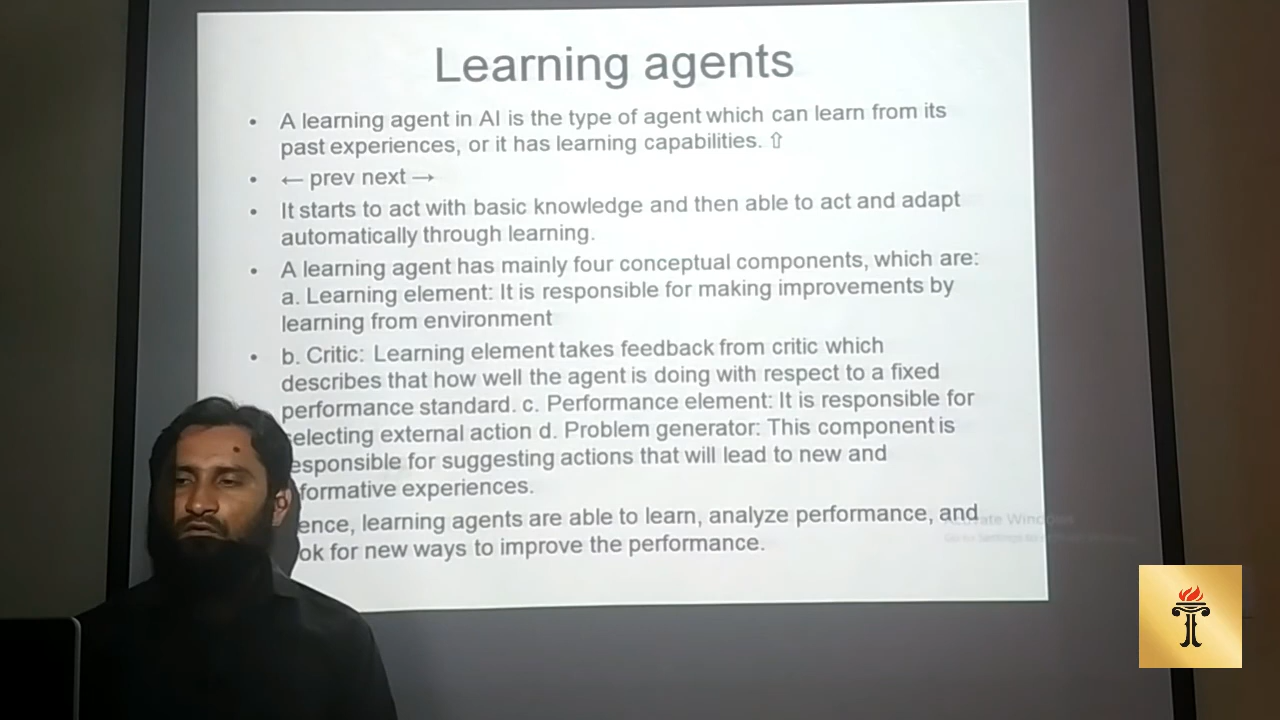 Learning agents
• A learning agent in AI is the type of agent which can learn from its
past experiences, or it has learning capabilities. ⇧
• ← prev next →
• It starts to act with basic knowledge and then able to act and adapt
automatically through learning.
• A learning agent has mainly four conceptual components, which are:
a. Learning element: It is responsible for making improvements by
learning from environment
• b. Critic: Learning element takes feedback from critic which
describes that how well the agent is doing with respect to a fixed
performance standard. c. Performance element: It is responsible for
selecting external action d. Problem generator: This component is
esponsible for suggesting actions that will lead to new and
formative experiences.
ence, learning agents are able to learn, analyze performance, and
ok for new ways to improve the performance.